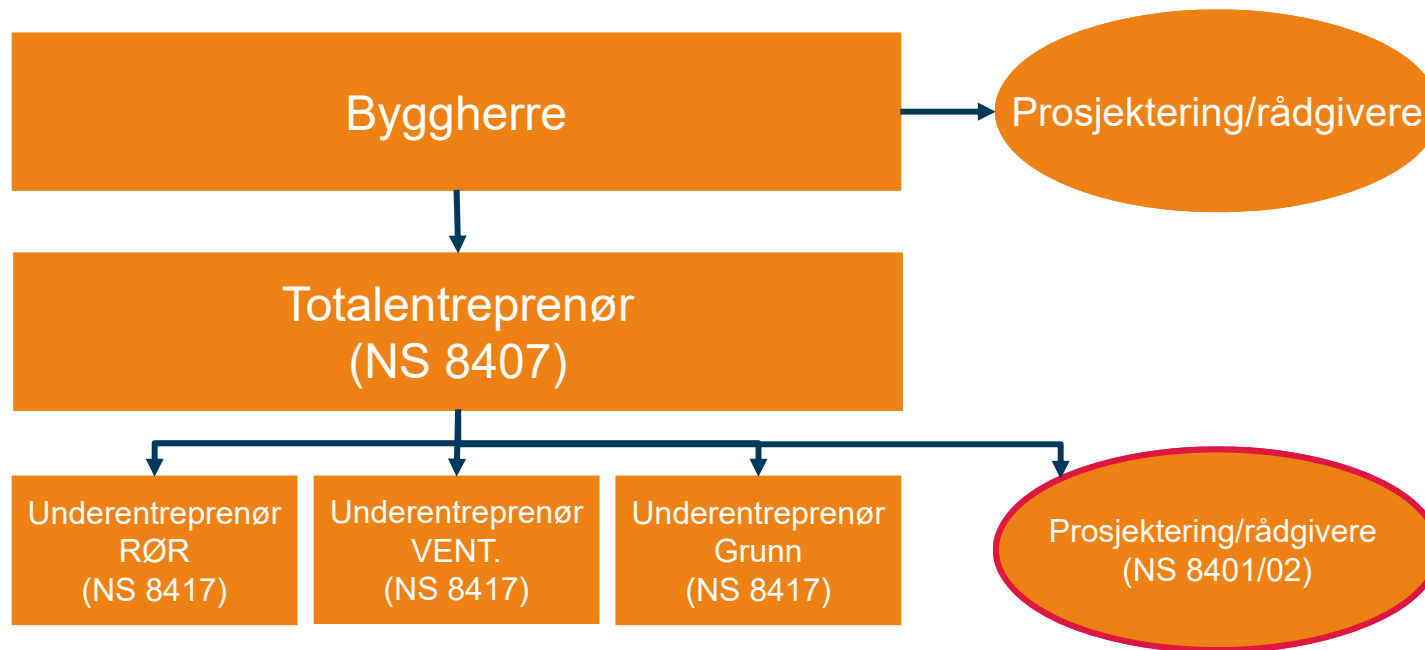 Byggherre
Prosjektering/rådgivere
Totalentreprenør
(NS 8407)
Underentreprenør
RØR
(NS 8417)
Underentreprenør
VENT.
(NS 8417)
Underentreprenør
Grunn
(NS 8417)
Prosjektering/rådgivere
(NS 8401/02)